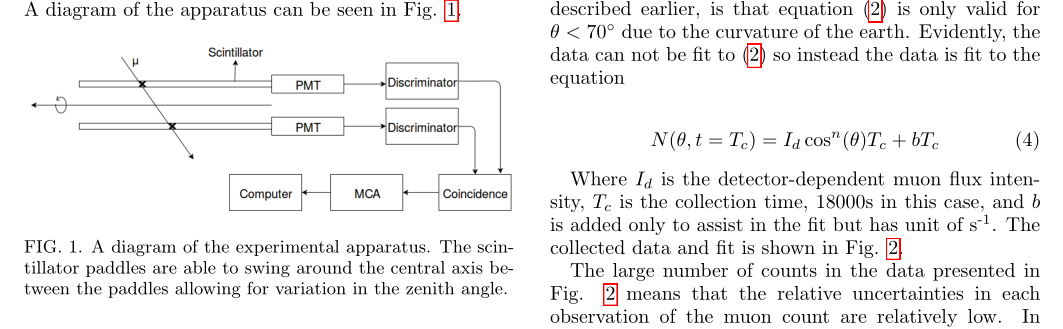 A diagram of the apparatus can be seen in Fig. 1.
μ
Scintillator
PMT
Discriminator
PMT
Discriminator
Computer
MCA
Coincidence
FIG. 1. A diagram of the experimental apparatus. The scin-
tillator paddles are able to swing around the central axis be-
tween the paddles allowing for variation in the zenith angle.
described earlier, is that equation (2) is only valid for
θ < 70° due to the curvature of the earth. Evidently, the
data can not be fit to (2) so instead the data is fit to the
equation
N(θ, t = T_c) = I_d cos^n(θ)T_c + bT_c (4)
Where I_d is the detector-dependent muon flux inten-
sity, T_c is the collection time, 18000s in this case, and b
is added only to assist in the fit but has unit of s^-1. The
collected data and fit is shown in Fig. 2.
The large number of counts in the data presented in
Fig. 2 means that the relative uncertainties in each
observation of the muon count are relatively low. In